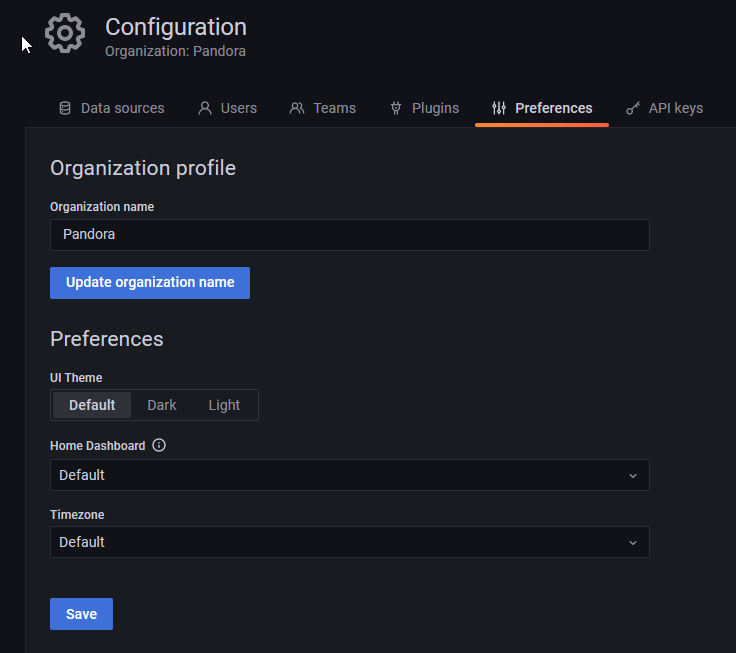 Configuration
Organization: Pandora
Data sources Users Teams Plugins Preferences API keys
Organization profile
Organization name
Pandora
Update organization name
Preferences
UI Theme
Default Dark Light
Home Dashboard
Default
Timezone
Default
Save